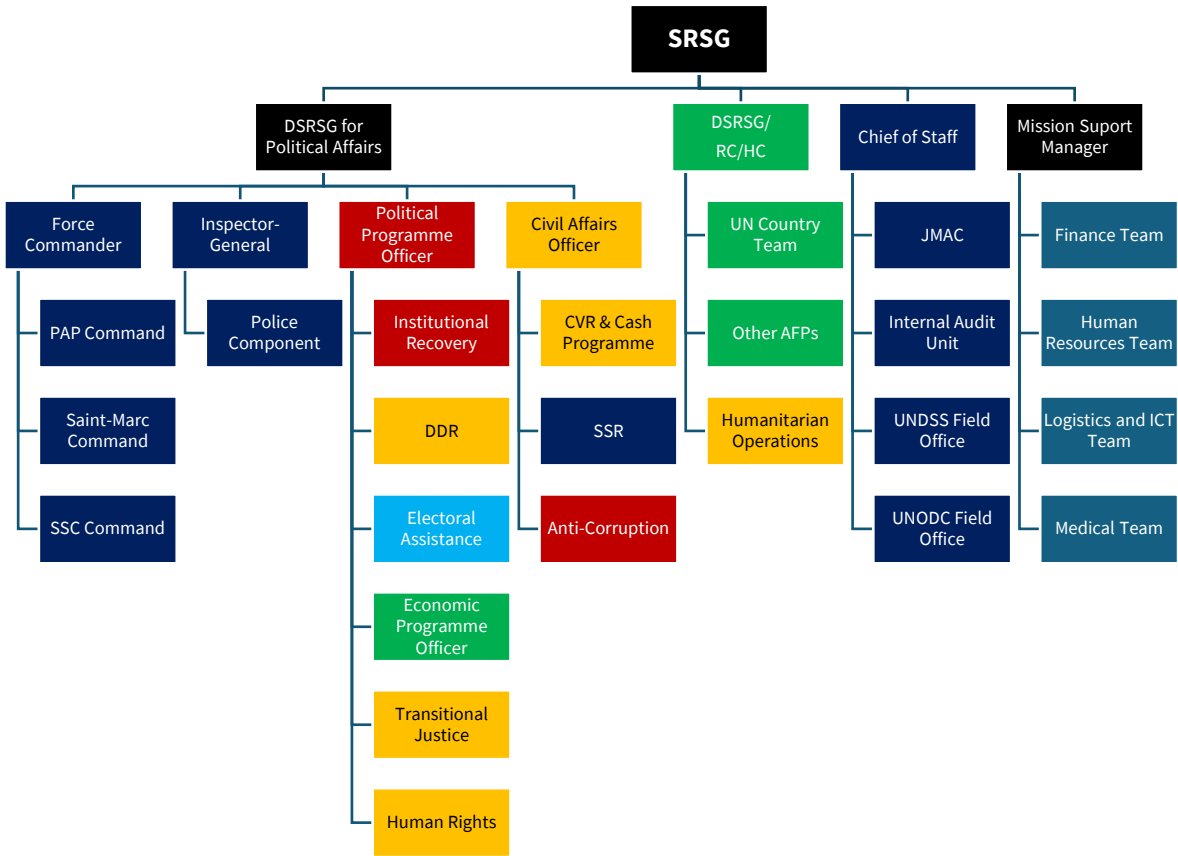 SRSG
DSRSG for
Political Affairs
DSRSG/
RC/HC
Chief of Staff
Mission Suport
Manager
Force
Commander
Inspector-
General
Political
Programme
Officer
Civil Affairs
Officer
UN Country
Team
JMAC
Finance Team
PAP Command
Police
Component
Institutional
Recovery
CVR & Cash
Programme
Other AFPs
Internal Audit
Unit
Human
Resources Team
Saint-Marc
Command
DDR
SSR
Humanitarian
Operations
UNDSS Field
Office
Logistics and ICT
Team
SSC Command
Electoral
Assistance
Anti-Corruption
UNODC Field
Office
Medical Team
Economic
Programme
Officer
Transitional
Justice
Human Rights